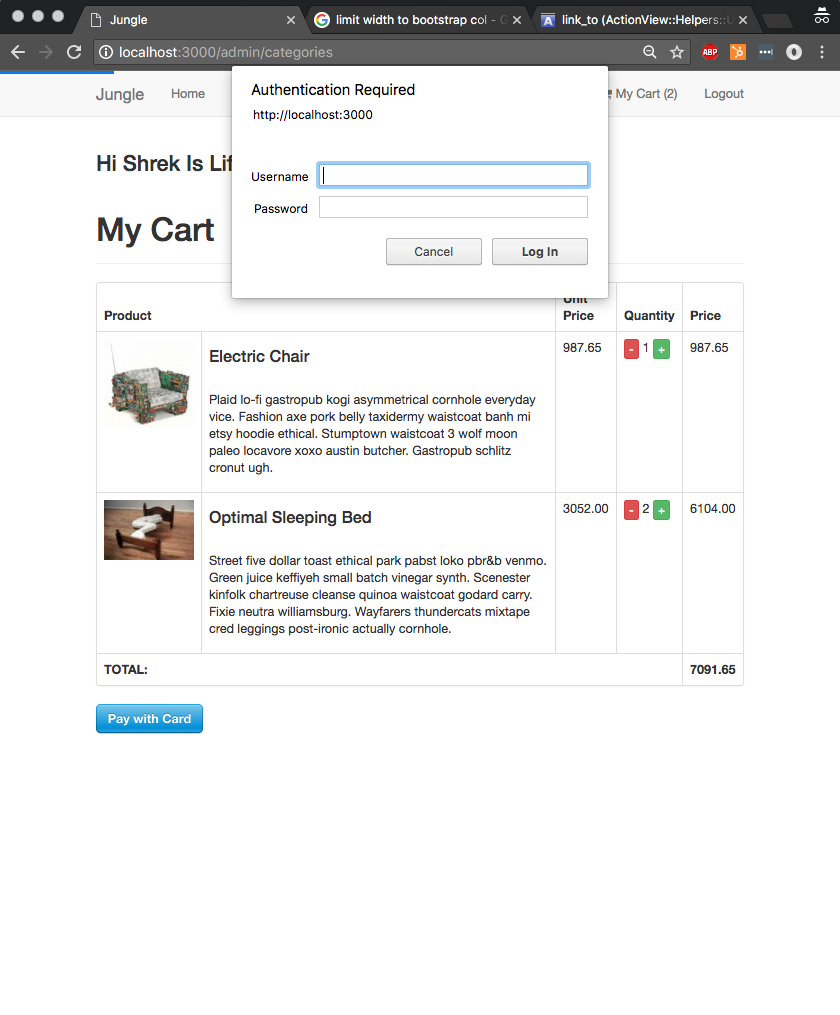 Jungle
limit width to bootstrap col -
link_to (ActionView::Helpers::
localhost:3000/admin/categories
ABP
Jungle Home My Cart (2) Logout
Authentication Required
http://localhost:3000
Username
Password
Cancel Log In
Hi Shrek Is
My Cart
Product Unit Price Quantity Price
Electric Chair 987.65 - 1 + 987.65
Plaid lo-fi gastropub kogi asymmetrical cornhole everyday
vice. Fashion axe pork belly taxidermy waistcoat banh mi
etsy hoodie ethical. Stumptown waistcoat 3 wolf moon
paleo locavore xoxo austin butcher. Gastropub schlitz
cronut ugh.
Optimal Sleeping Bed 3052.00 - 2 + 6104.00
Street five dollar toast ethical park pabst loko pbr&b venmo.
Green juice keffiyeh small batch vinegar synth. Scenester
kinfolk chartreuse cleanse quinoa waistcoat godard carry.
Fixie neutra williamsburg. Wayfarers thundercats mixtape
cred leggings post-ironic actually cornhole.
TOTAL: 7091.65
Pay with Card